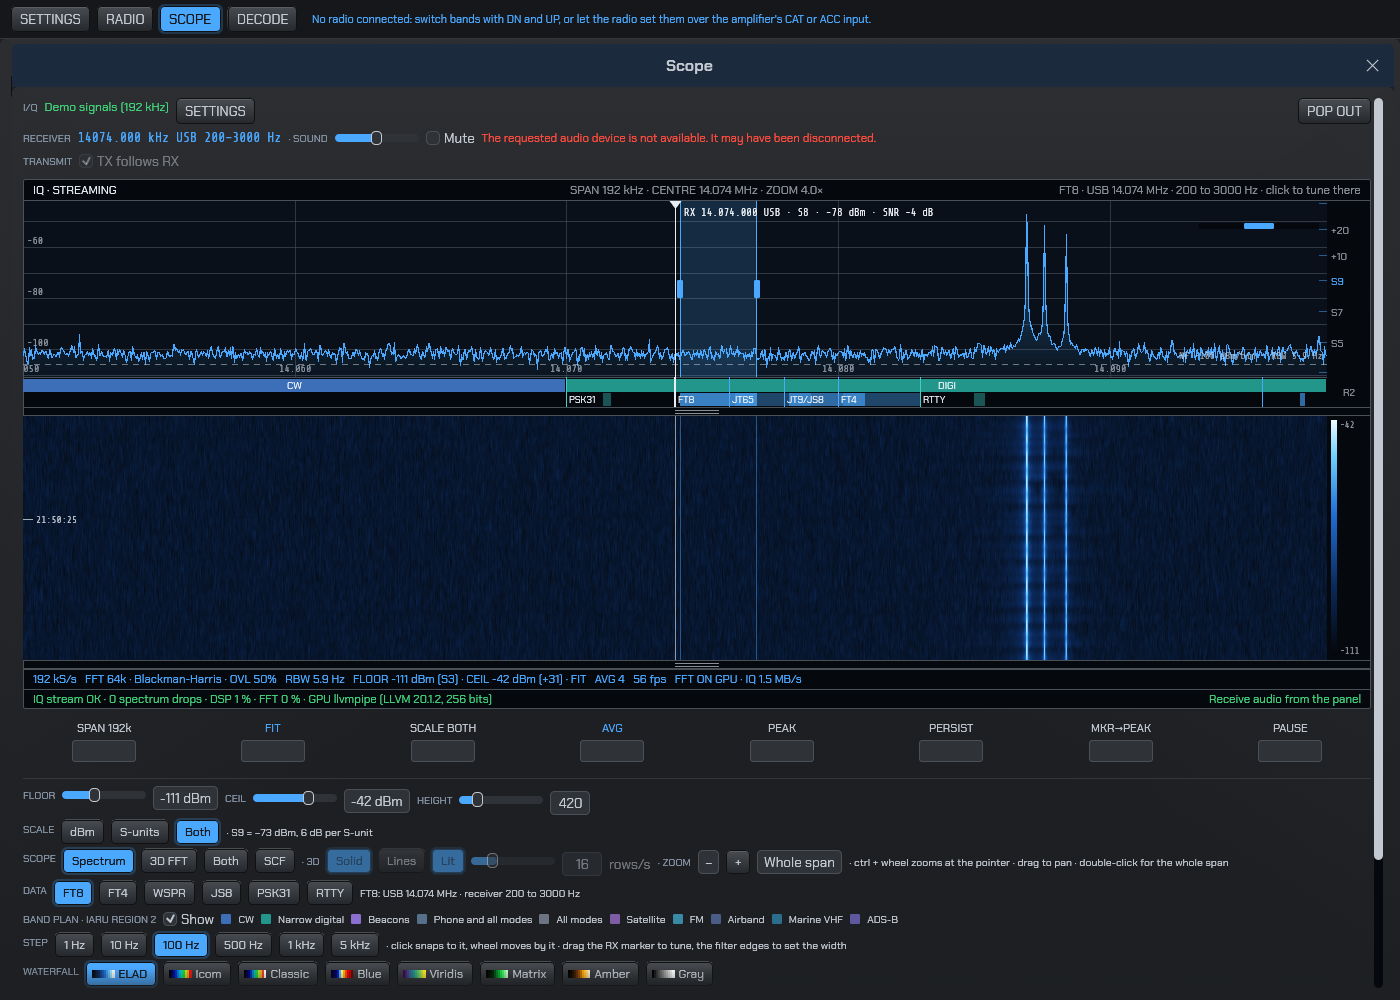 SETTINGS RADIO SCOPE DECODE No radio connected: switch bands with DN and UP, or let the radio set them over the amplifier's CAT or ACC input.
Scope
I/Q Demo signals (192 kHz) SETTINGS POP OUT
RECEIVER 14074.000 kHz USB 200-3000 Hz · SOUND Mute The requested audio device is not available. It may have been disconnected.
TRANSMIT TX follows RX
IQ · STREAMING SPAN 192 kHz · CENTRE 14.074 MHz · ZOOM 4.0× FT8 · USB 14.074 MHz · 200 to 3000 Hz · click to tune there
RX 14.074.000 USB · S8 · -78 dBm · SNR -4 dB
+20
-60
+10
S9
-80
S7
-100 S5
050 14.060 14.070 14.080 14.090
CW DIGI
R2
PSK31 FT8 JT65 JT9/JS8 FT4 RTTY
-42
21:50:25
-111
192 kS/s FFT 64k · Blackman-Harris · OVL 50% RBW 5.9 Hz FLOOR -111 dBm (S3) · CEIL -42 dBm (+31) · FIT AVG 4 56 fps FFT ON GPU · IQ 1.5 MB/s
IQ stream OK · 0 spectrum drops · DSP 1 % · FFT 0 % · GPU llvmpipe (LLVM 20.1.2, 256 bits) Receive audio from the panel
SPAN 192k FIT SCALE BOTH AVG PEAK PERSIST MKR→PEAK PAUSE
FLOOR -111 dBm CEIL -42 dBm HEIGHT 420
SCALE dBm S-units Both · S9 = −73 dBm, 6 dB per S-unit
SCOPE Spectrum 3D FFT Both SCF · 3D Solid Lines Lit 16 rows/s · ZOOM − + Whole span · ctrl + wheel zooms at the pointer · drag to pan · double-click for the whole span
DATA FT8 FT4 WSPR JS8 PSK31 RTTY FT8: USB 14.074 MHz · receiver 200 to 3000 Hz
BAND PLAN · IARU REGION 2 Show CW Narrow digital Beacons Phone and all modes All modes Satellite FM Airband Marine VHF ADS-B
STEP 1 Hz 10 Hz 100 Hz 500 Hz 1 kHz 5 kHz · click snaps to it, wheel moves by it · drag the RX marker to tune, the filter edges to set the width
WATERFALL ELAD Icom Classic Blue Viridis Matrix Amber Gray